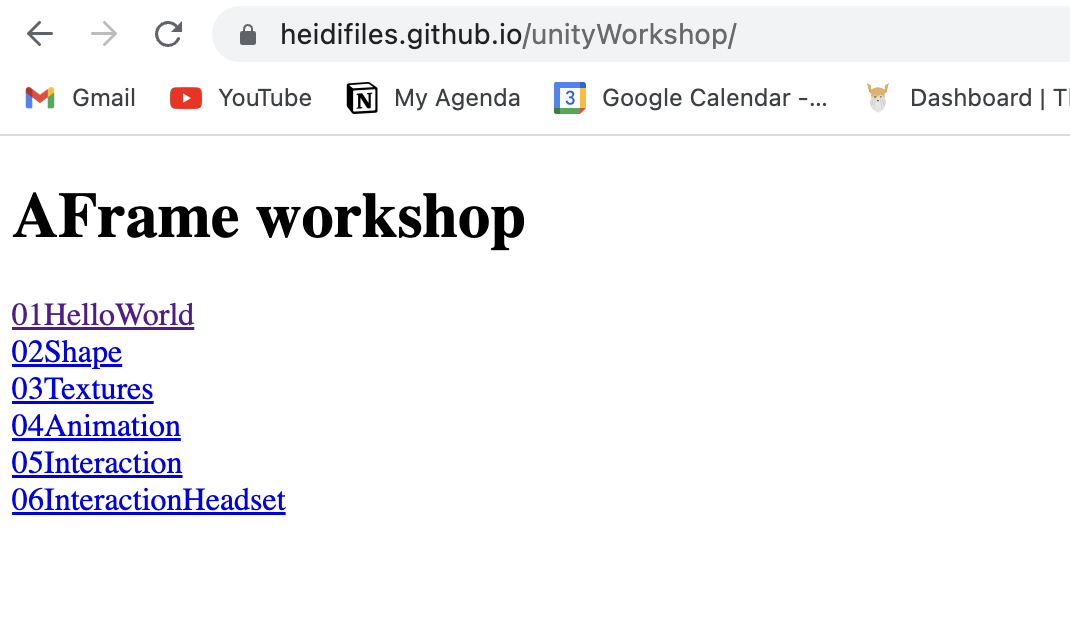 heidifiles.github.io/unityWorkshop/
Gmail YouTube My Agenda 3 Google Calendar -... Dashboard | T
AFrame workshop
01HelloWorld
02Shape
03Textures
04Animation
05Interaction
06InteractionHeadset